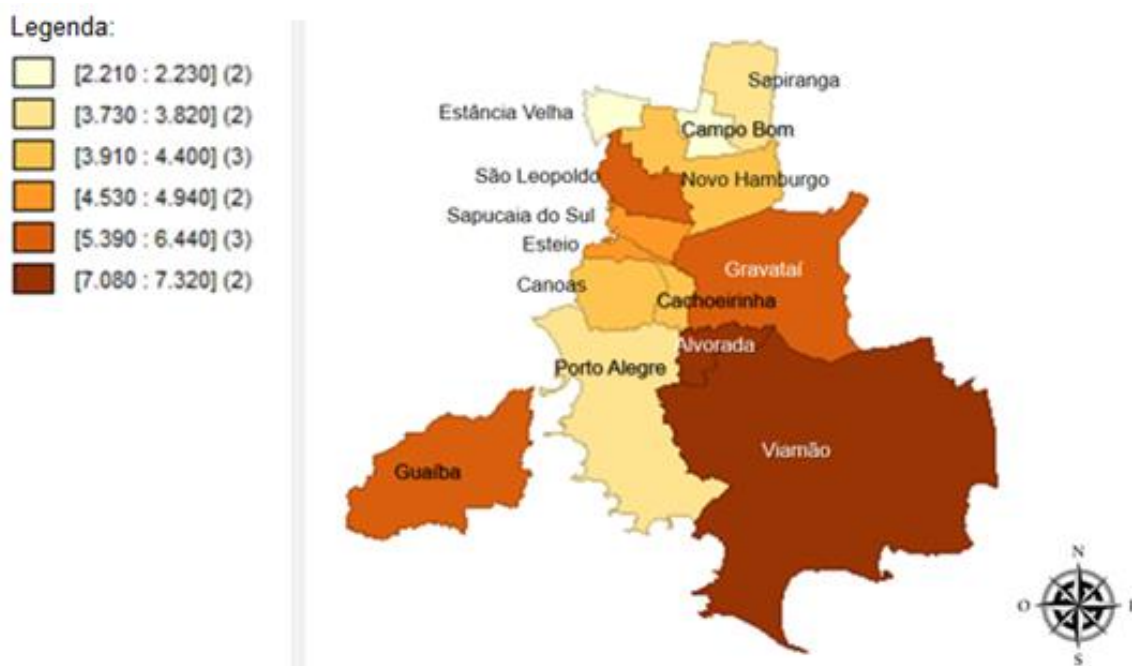 Legenda:
[2.210 : 2.230] (2)
[3.730 : 3.820] (2)
[3.910 : 4.400] (3)
[4.530 : 4.940] (2)
[5.390 : 6.440] (3)
[7.080 : 7.320] (2)
Sapiranga
Estância Velha
Campo Bom
São Leopoldo
Novo Hamburgo
Sapucaia do Sul
Esteio
Gravataí
Canoas
Cachoeirinha
Alvorada
Porto Alegre
Viamão
Guaíba
N
O
S